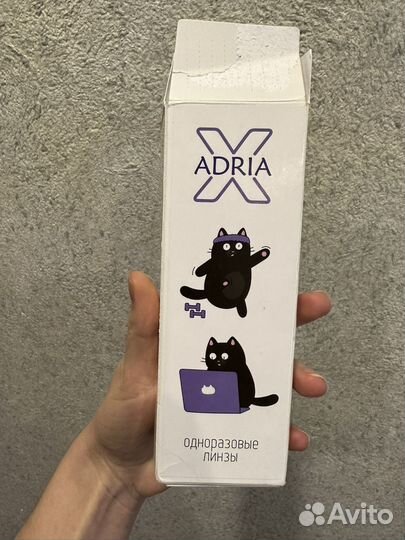 X
ADRIA
одноразовые
линзы
Avito